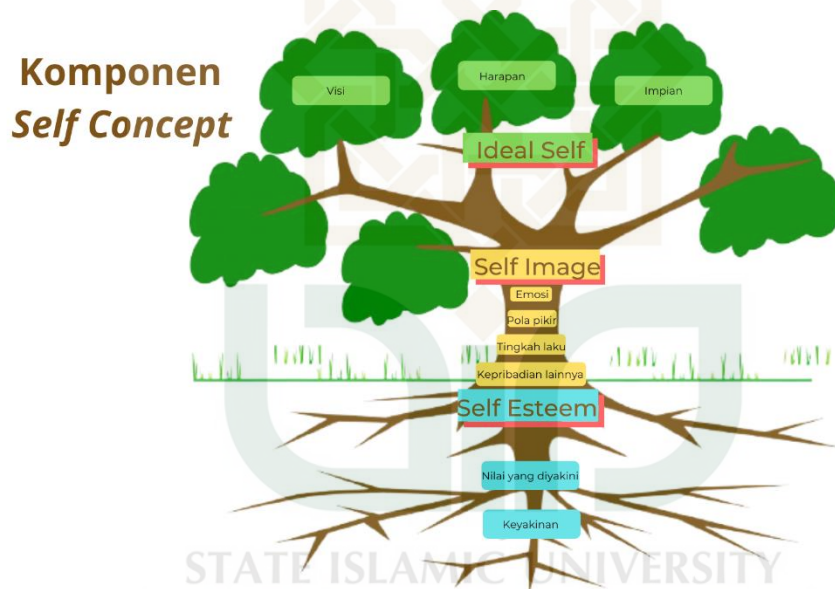 Komponen
Self Concept
Visi
Harapan
Impian
Ideal Self
Self Image
Emosi
Pola pikir
Tingkah laku
Kepribadian lainnya
Self Esteem
Nilai yang diyakini
Keyakinan
STATE ISLAMIC UNIVERSITY